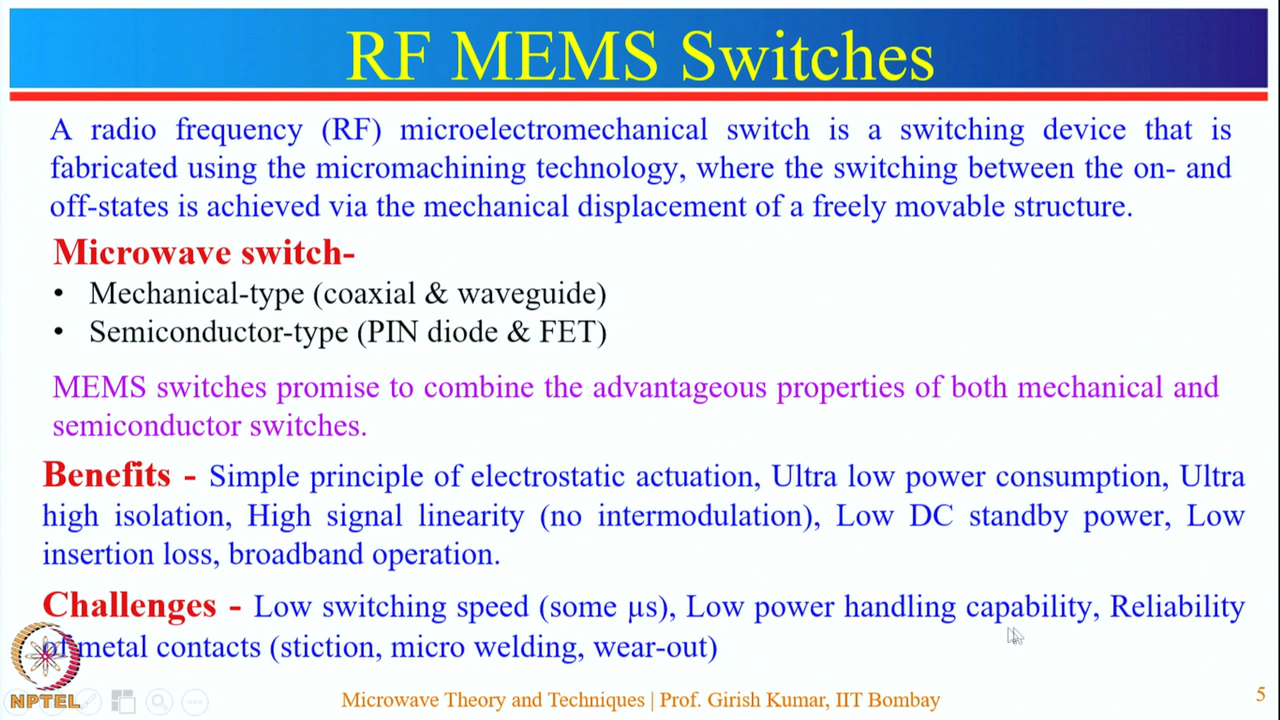 RF MEMS Switches
A radio frequency (RF) microelectromechanical switch is a switching device that is
fabricated using the micromachining technology, where the switching between the on- and
off-states is achieved via the mechanical displacement of a freely movable structure.
Microwave switch-
• Mechanical-type (coaxial & waveguide)
• Semiconductor-type (PIN diode & FET)
MEMS switches promise to combine the advantageous properties of both mechanical and
semiconductor switches.
Benefits - Simple principle of electrostatic actuation, Ultra low power consumption, Ultra
high isolation, High signal linearity (no intermodulation), Low DC standby power, Low
insertion loss, broadband operation.
Challenges - Low switching speed (some µs), Low power handling capability, Reliability
of metal contacts (stiction, micro welding, wear-out)
NPTEL
Microwave Theory and Techniques | Prof. Girish Kumar, IIT Bombay
5